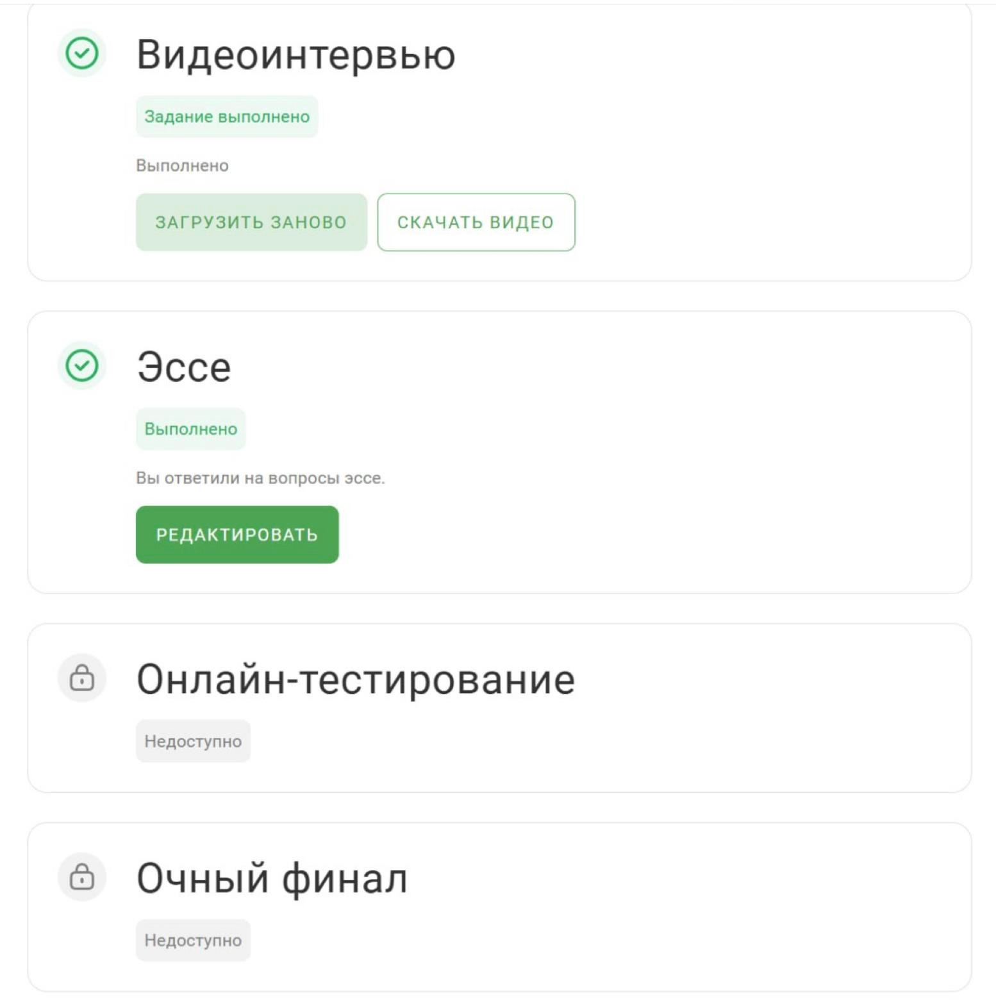 Видеоинтервью
Задание выполнено
Выполнено
ЗАГРУЗИТЬ ЗАНОВО СКАЧАТЬ ВИДЕО
Эссе
Выполнено
Вы ответили на вопросы эссе.
РЕДАКТИРОВАТЬ
Онлайн-тестирование
Недоступно
Очный финал
Недоступно